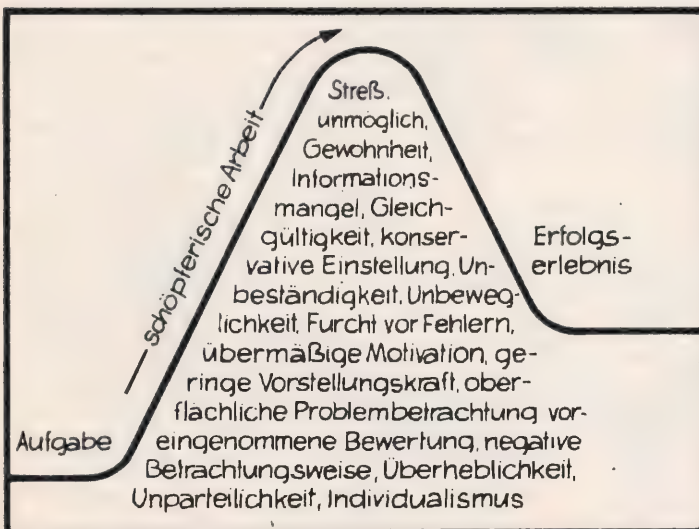 schöpferische Arbeit
Streß.
unmöglich,
Gewohnheit,
Informations-
mangel, Gleich-
gültigkeit, konser-
vative Einstellung, Un-
beständigkeit, Unbeweg-
lichkeit, Furcht vor Fehlern,
übermäßige Motivation, ge-
ringe Vorstellungskraft, ober-
flächliche Problembetrachtung vor-
eingenommene Bewertung, negative
Betrachtungsweise, Überheblichkeit,
Unparteilichkeit, Individualismus
Aufgabe
Erfolgs-
erlebnis